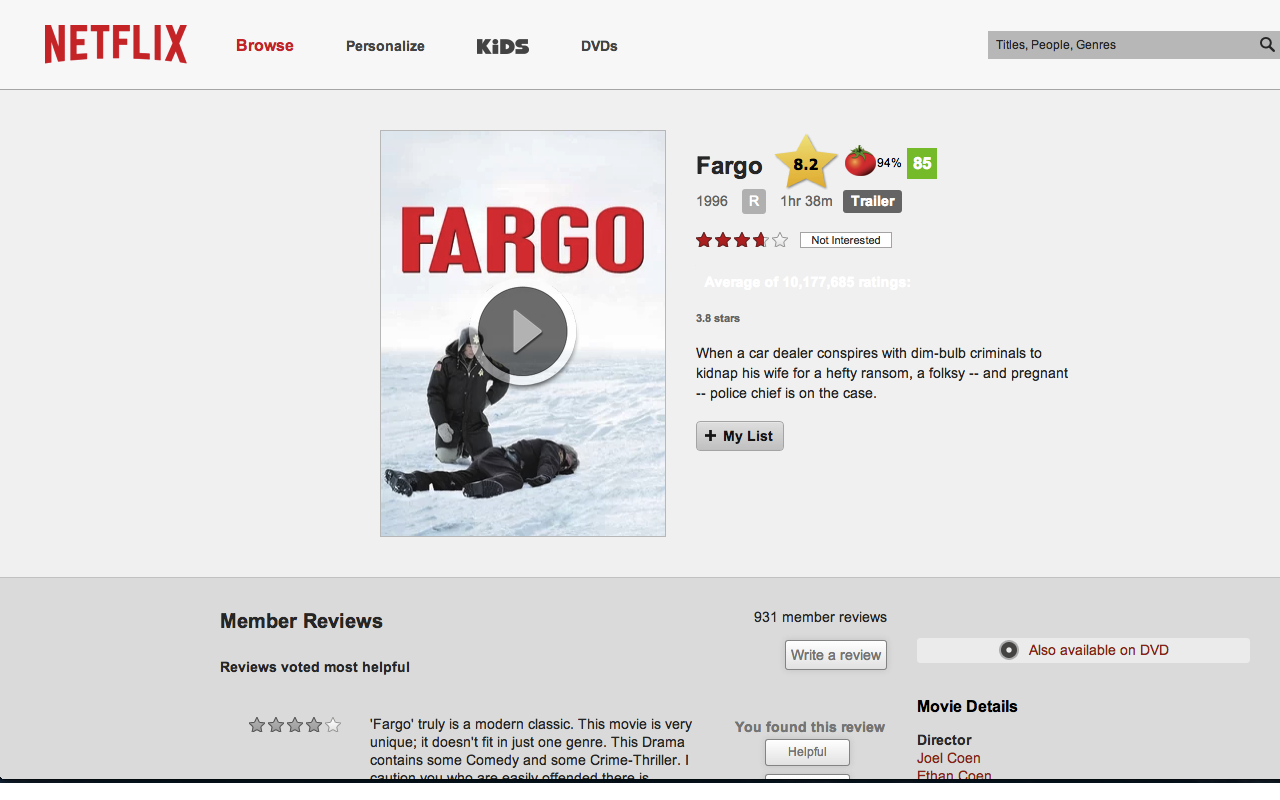 NETFLIX
Browse
Personalize
KiDS
DVDs
Titles, People, Genres
FARGO
Fargo
8.2
94%
85
1996
R
1hr 38m
Trailer
Not Interested
Average of 10,177,685 ratings:
3.8 stars
When a car dealer conspires with dim-bulb criminals to
kidnap his wife for a hefty ransom, a folksy -- and pregnant
-- police chief is on the case.
+ My List
Member Reviews
931 member reviews
Write a review
Reviews voted most helpful
'Fargo' truly is a modern classic. This movie is very
unique; it doesn't fit in just one genre. This Drama
contains some Comedy and some Crime-Thriller. I
caution you who are easily offended there is
You found this review
Helpful
Also available on DVD
Movie Details
Director
Joel Coen
Ethan Coen